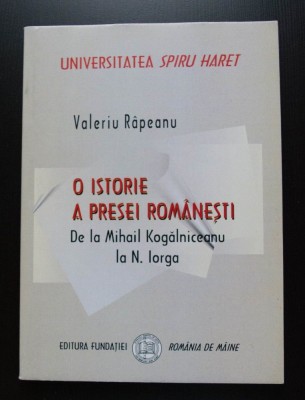 UNIVERSITATEA SPIRU HARET
Valeriu Râpeanu
O ISTORIE
A PRESEI ROMÂNEȘTI
De la Mihail Kogălniceanu
la N. Iorga
EDITURA FUNDAȚIEI ROMÂNIA DE MÂINE